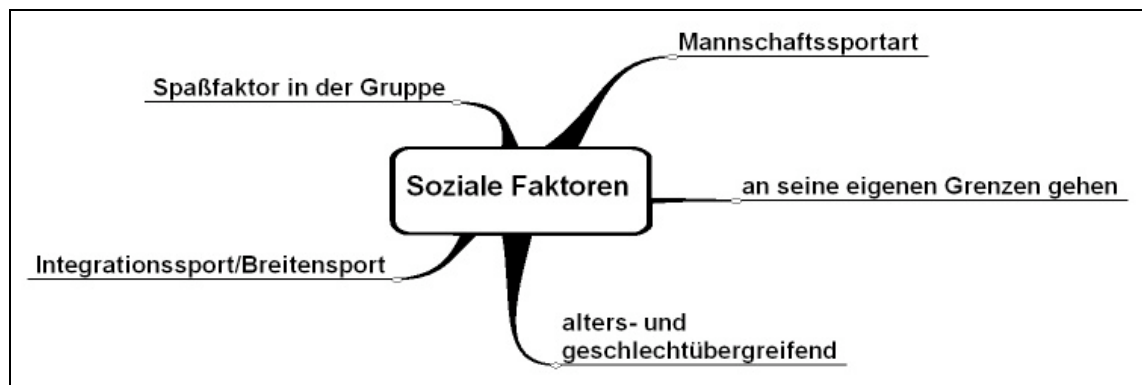 Mannschaftssportart
Spaßfaktor in der Gruppe
Soziale Faktoren
an seine eigenen Grenzen gehen
Integrationssport/Breitensport
alters- und
geschlechtübergreifend